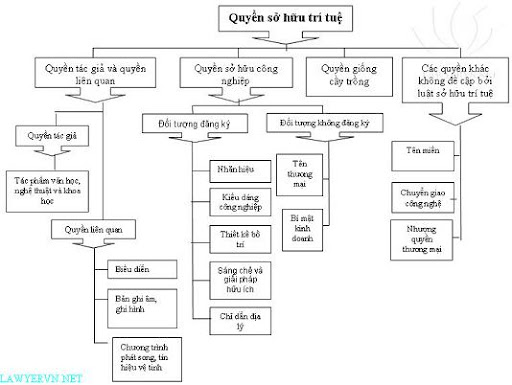 Quyền sở hữu trí tuệ
Quyền tác giả và quyền
liên quan
Quyền sở hữu công
nghiệp
Quyền giống
cây trồng
Các quyền khác
không đề cập bởi
luật sở hữu trí tuệ
Quyền tác giả
Tác phẩm văn học,
nghệ thuật và khoa
học
Quyền liên quan
Biểu diễn
Bản ghi âm,
ghi hình
Chương trình
phát song, tín
hiệu vệ tinh
Đối tượng đăng ký
Nhãn hiệu
Kiểu dáng
công nghiệp
Thiết kế bố
trí
Sáng chế và
giải pháp
hữu ích
Chỉ dẫn địa
lý
Đối tượng không đăng ký
Tên
thương
mại
Bí mật
kinh
doanh
Tên miền
Chuyển giao
công nghệ
Nhượng
quyền
thương mại
LAWYERVN.NET